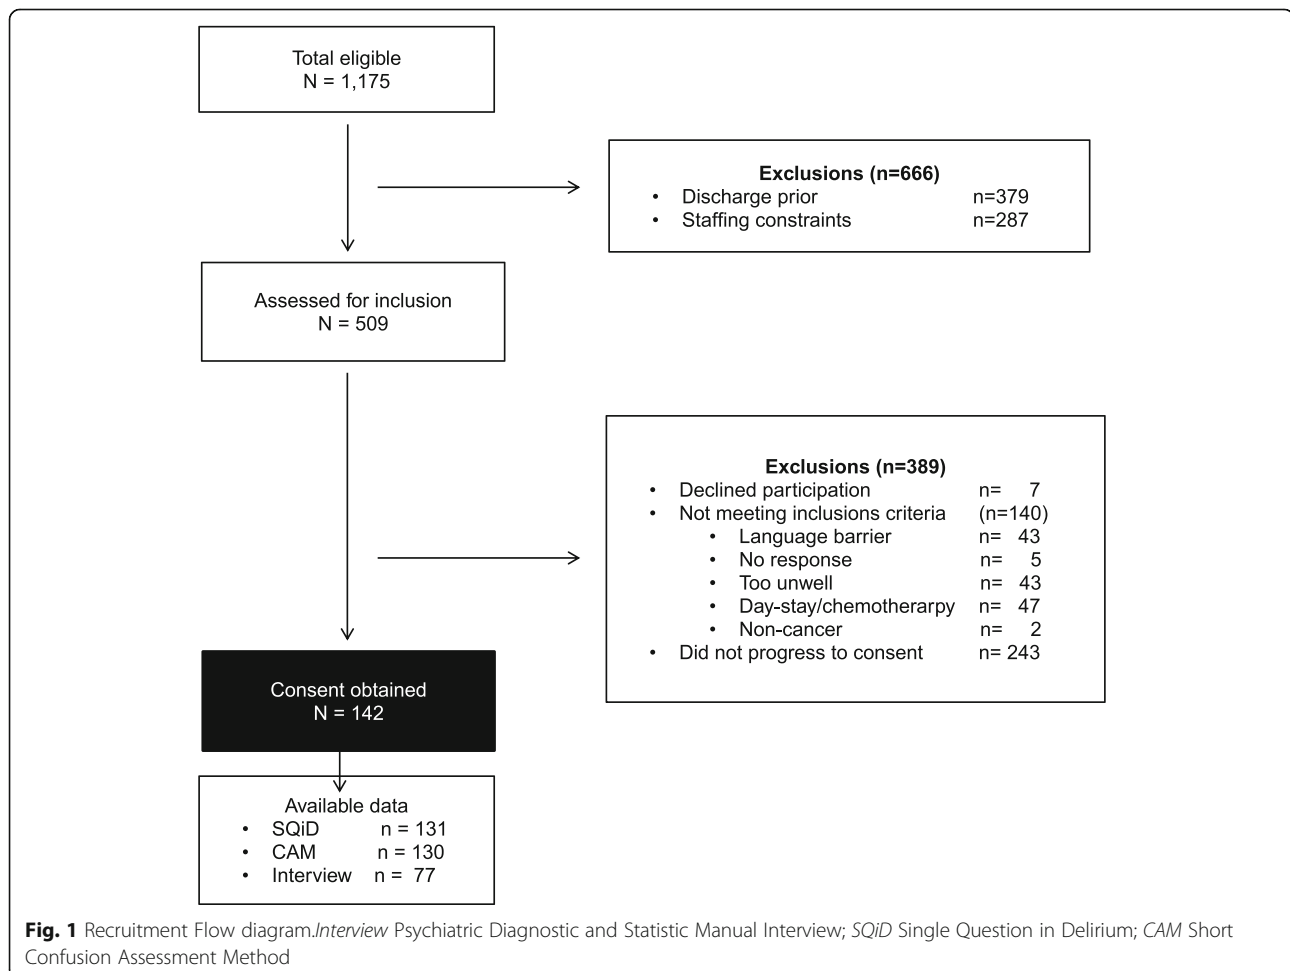 Total eligible
N = 1,175
Exclusions (n=666)
• Discharge prior n=379
• Staffing constraints n=287
Assessed for inclusion
N = 509
Exclusions (n=389)
• Declined participation n= 7
• Not meeting inclusions criteria (n=140)
• Language barrier n= 43
• No response n= 5
• Too unwell n= 43
• Day-stay/chemotherarpy n= 47
• Non-cancer n= 2
• Did not progress to consent n= 243
Consent obtained
N = 142
Available data
• SQiD n = 131
• CAM n = 130
• Interview n = 77
Fig. 1 Recruitment Flow diagram.Interview Psychiatric Diagnostic and Statistic Manual Interview; SQiD Single Question in Delirium; CAM Short
Confusion Assessment Method